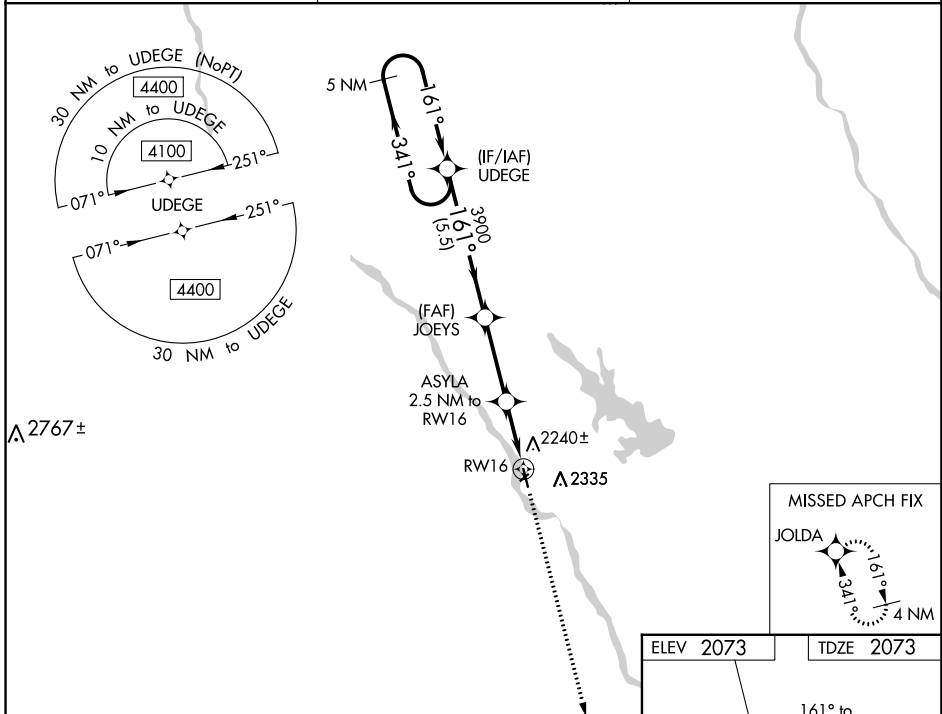 30 NM to UDEGE (NoPT)
4400
10 NM to UDEGE
4100
071°
251°
UDEGE
071°
251°
4400
30 NM to UDEGE
5 NM
161°
341°
(IF/IAF)
UDEGE
3900
161°
(5.5)
(FAF)
JOEYS
ASYLA
2.5 NM to
RW16
2767±
2240±
RW16
2335
MISSED APCH FIX
JOLDA
161°
341°
4 NM
ELEV 2073
TDZE 2073
161° to